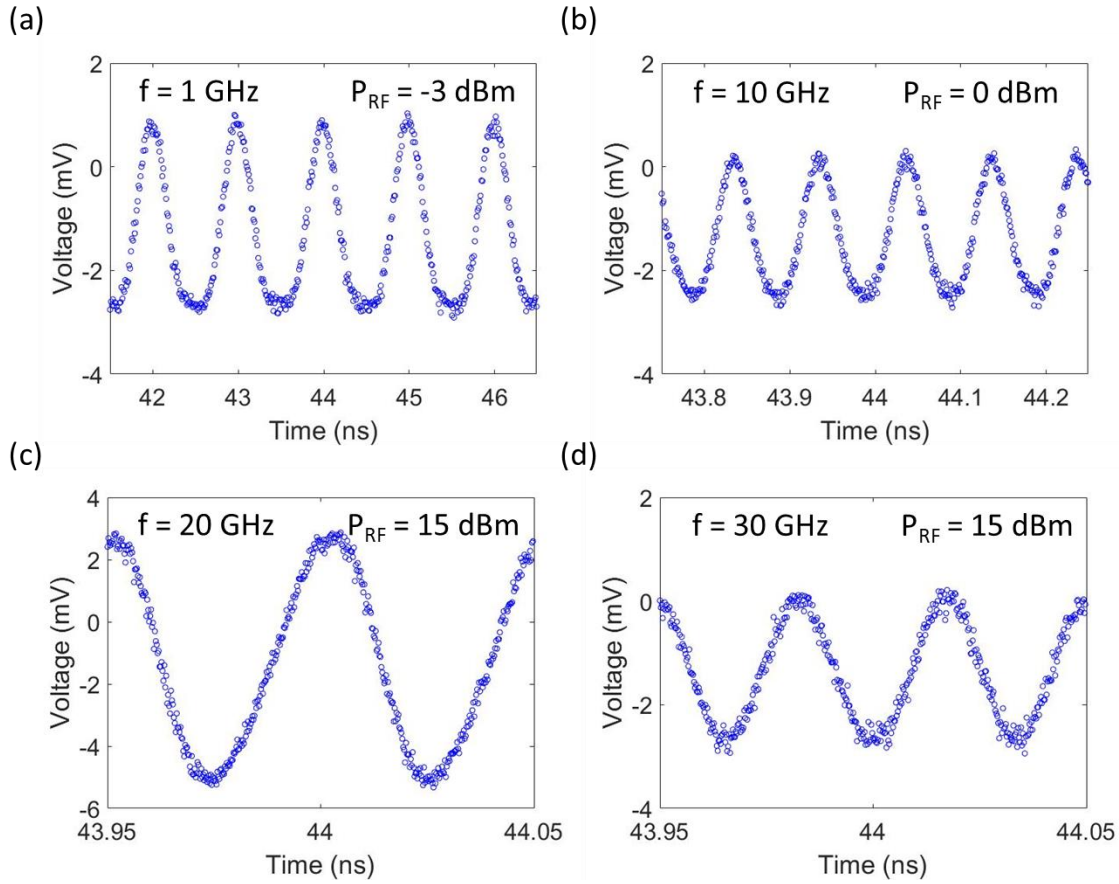 (a)
(b)
f = 1 GHz P_RF = -3 dBm
2
0
-2
-4
Voltage (mV)
42 43 44 45 46
Time (ns)
f = 10 GHz P_RF = 0 dBm
2
0
-2
-4
Voltage (mV)
43.8 43.9 44 44.1 44.2
Time (ns)
(c)
(d)
f = 20 GHz P_RF = 15 dBm
4
2
0
-2
-4
-6
Voltage (mV)
43.95 44 44.05
Time (ns)
f = 30 GHz P_RF = 15 dBm
2
0
-2
-4
Voltage (mV)
43.95 44 44.05
Time (ns)